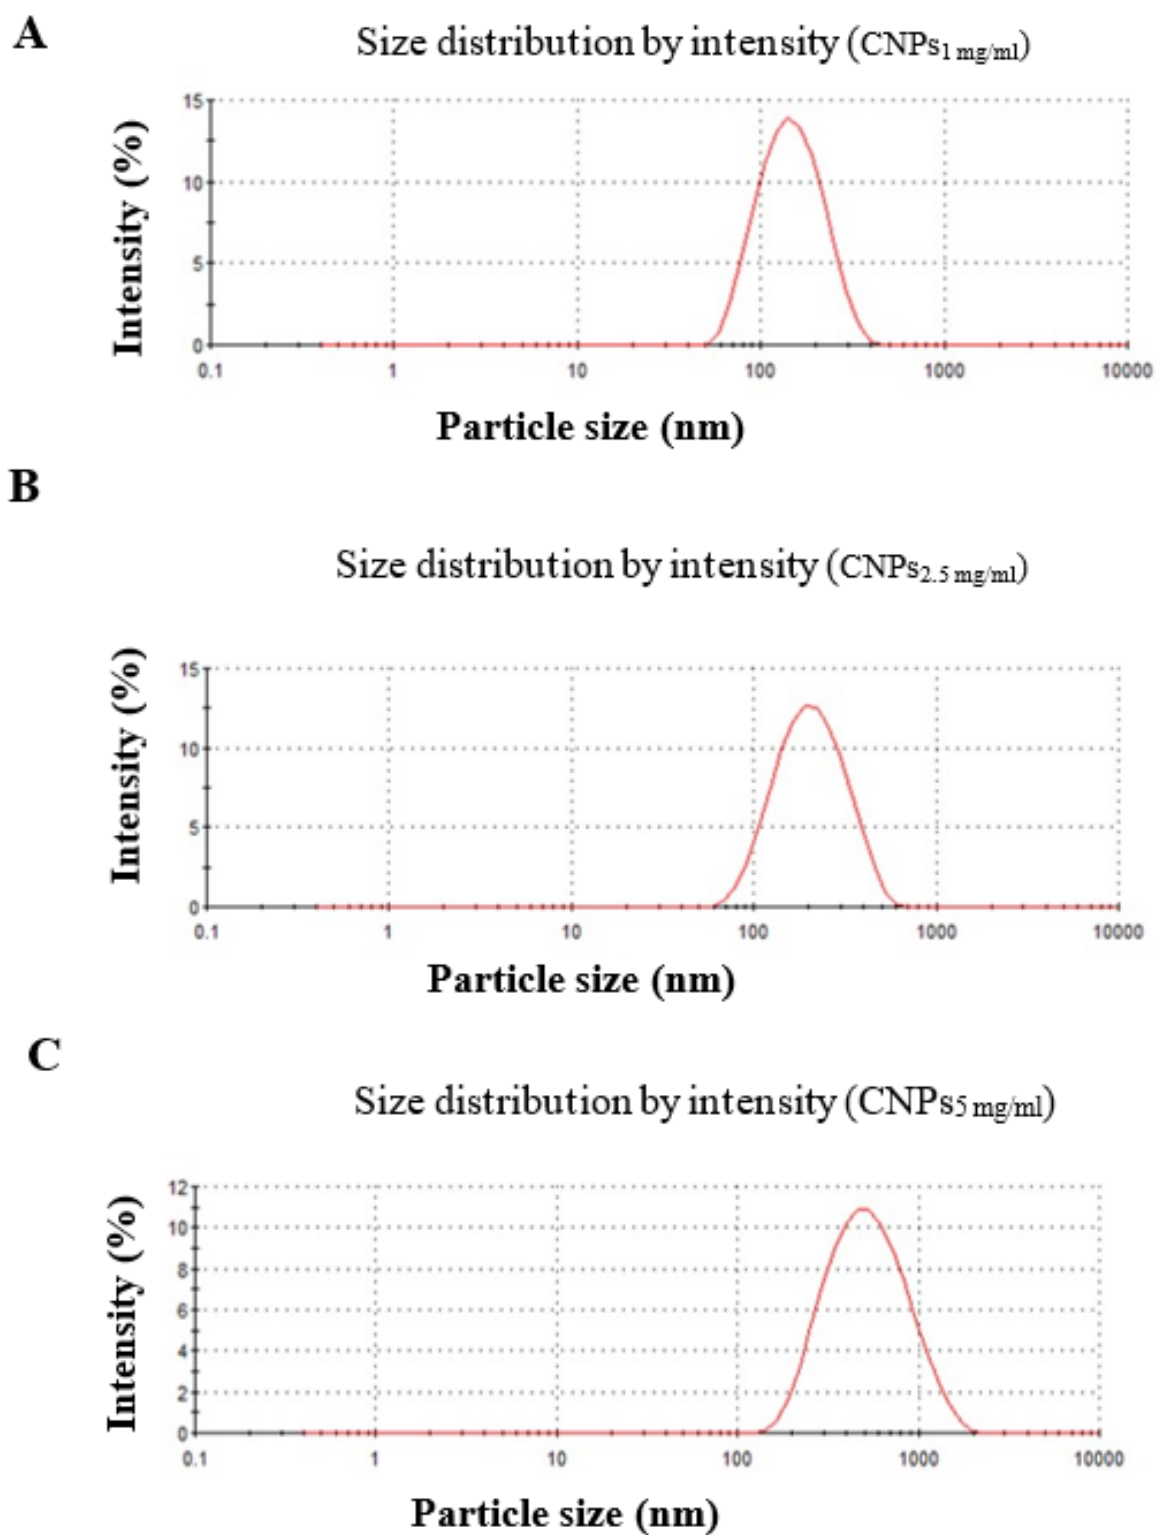 A
Size distribution by intensity (CNPs1 mg/ml)
Intensity (%)
15
10
5
0
0.1 1 10 100 1000 10000
Particle size (nm)
B
Size distribution by intensity (CNPs2.5 mg/ml)
Intensity (%)
15
10
5
0
0.1 1 10 100 1000 10000
Particle size (nm)
C
Size distribution by intensity (CNPs5 mg/ml)
Intensity (%)
12
10
8
6
4
2
0
0.1 1 10 100 1000 10000
Particle size (nm)